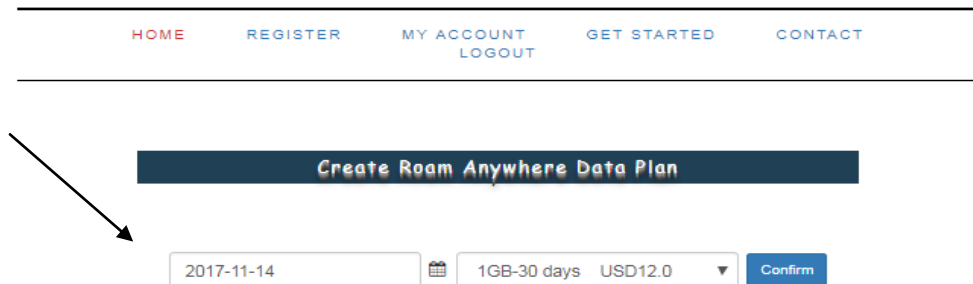 HOME REGISTER MY ACCOUNT GET STARTED CONTACT
LOGOUT
Create Roam Anywhere Data Plan
2017-11-14 1GB-30 days USD12.0 Confirm